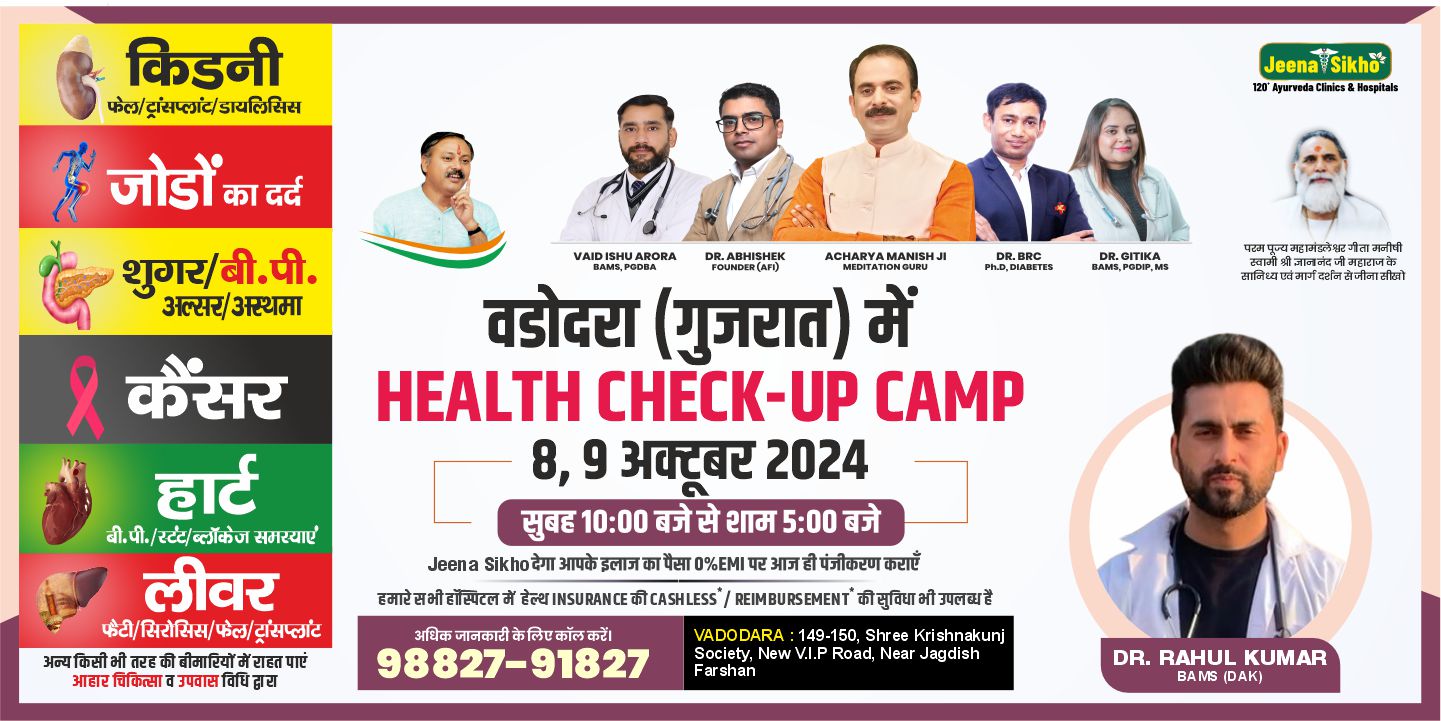 किडनी
फेल/ट्रांसप्लांट/डायलिसिस
जोडों का दर्द
शुगर/बी.पी.
अल्सर/अस्थमा
कैंसर
हार्ट
बी.पी./स्टंट/ब्लॉकेज समस्याएं
लीवर
फैटी/सिरोसिस/फेल/ट्रांसप्लांट
अन्य किसी भी तरह की बीमारियों में राहत पाएं
आहार चिकित्सा व उपवास विधि द्वारा
Jeena Sikho
120+ Ayurveda Clinics & Hospitals
VAID ISHU ARORA
BAMS, PGDBA
DR. ABHISHEK
FOUNDER (AFI)
ACHARYA MANISH JI
MEDITATION GURU
DR. BRC
Ph.D, DIABETES
DR. GITIKA
BAMS, PGDIP, MS
परम पूज्य महामंडलेश्वर गीता मनीषी
स्वामी श्री ज्ञानानंद जी महाराज के
सानिध्य एवं मार्ग दर्शन से जीना सीखो
वडोदरा (गुजरात) में
HEALTH CHECK-UP CAMP
8, 9 अक्टूबर 2024
सुबह 10:00 बजे से शाम 5:00 बजे
Jeena Sikho देगा आपके इलाज का पैसा 0%EMI पर आज ही पंजीकरण कराएँ
हमारे सभी हॉस्पिटल में हेल्थ INSURANCE की CASHLESS*/ REIMBURSEMENT* की सुविधा भी उपलब्ध है
अधिक जानकारी के लिए कॉल करें।
98827-91827
VADODARA : 149-150, Shree Krishnakunj
Society, New V.I.P Road, Near Jagdish
Farshan
DR. RAHUL KUMAR
BAMS (DAK)